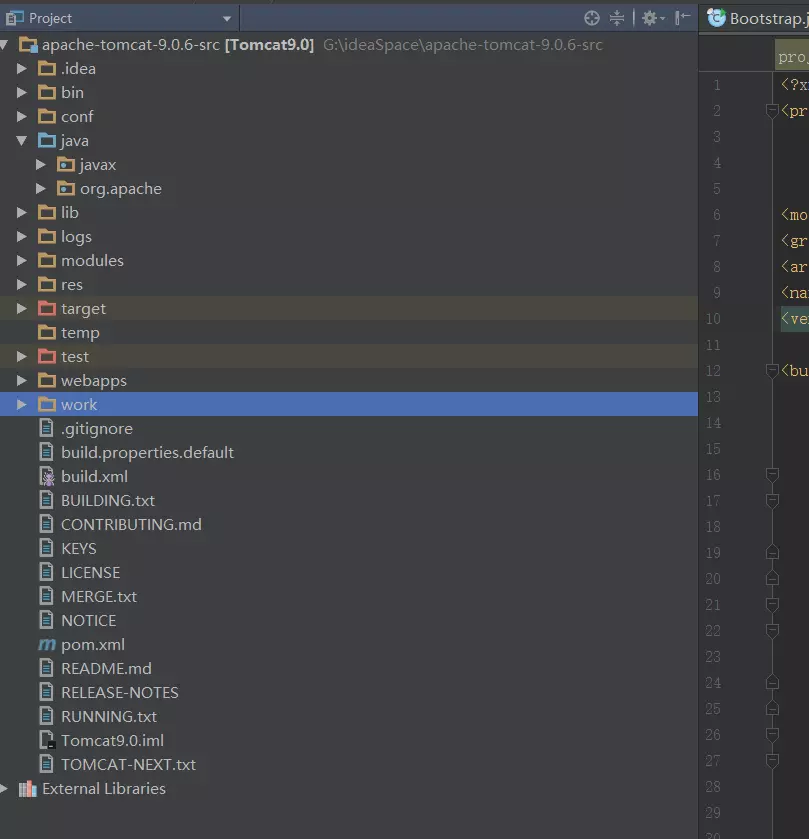 Project
Bootstrap.j
apache-tomcat-9.0.6-src [Tomcat9.0] G:\ideaSpace\apache-tomcat-9.0.6-src
pro
.idea
bin
1 <?x
conf
2 <pr
java
3
javax
4
org.apache
5
lib
6 <mo
logs
7 <gr
modules
8 <ar
res
9 <na
target
10 <ve
temp
11
test
12 <bu
webapps
13
work
14
.gitignore
15
build.properties.default
16
build.xml
17
BUILDING.txt
18
CONTRIBUTING.md
19
KEYS
20
LICENSE
21
MERGE.txt
22
NOTICE
23
pom.xml
24
README.md
25
RELEASE-NOTES
26
RUNNING.txt
27
Tomcat9.0.iml
28
TOMCAT-NEXT.txt
29
External Libraries
30